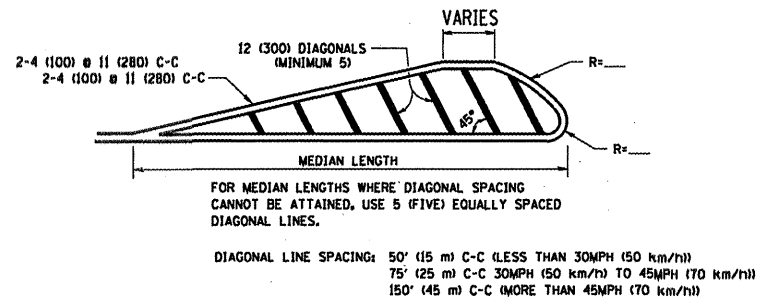 VARIES
12 (300) DIAGONALS
(MINIMUM 5)
2-4 (100) @ 11 (280) C-C
2-4 (100) @ 11 (280) C-C
R=___
45°
R=___
MEDIAN LENGTH
FOR MEDIAN LENGTHS WHERE DIAGONAL SPACING
CANNOT BE ATTAINED, USE 5 (FIVE) EQUALLY SPACED
DIAGONAL LINES.
DIAGONAL LINE SPACING: 50' (15 m) C-C (LESS THAN 30MPH (50 km/h))
75' (25 m) C-C 30MPH (50 km/h) TO 45MPH (70 km/h))
150' (45 m) C-C (MORE THAN 45MPH (70 km/h))